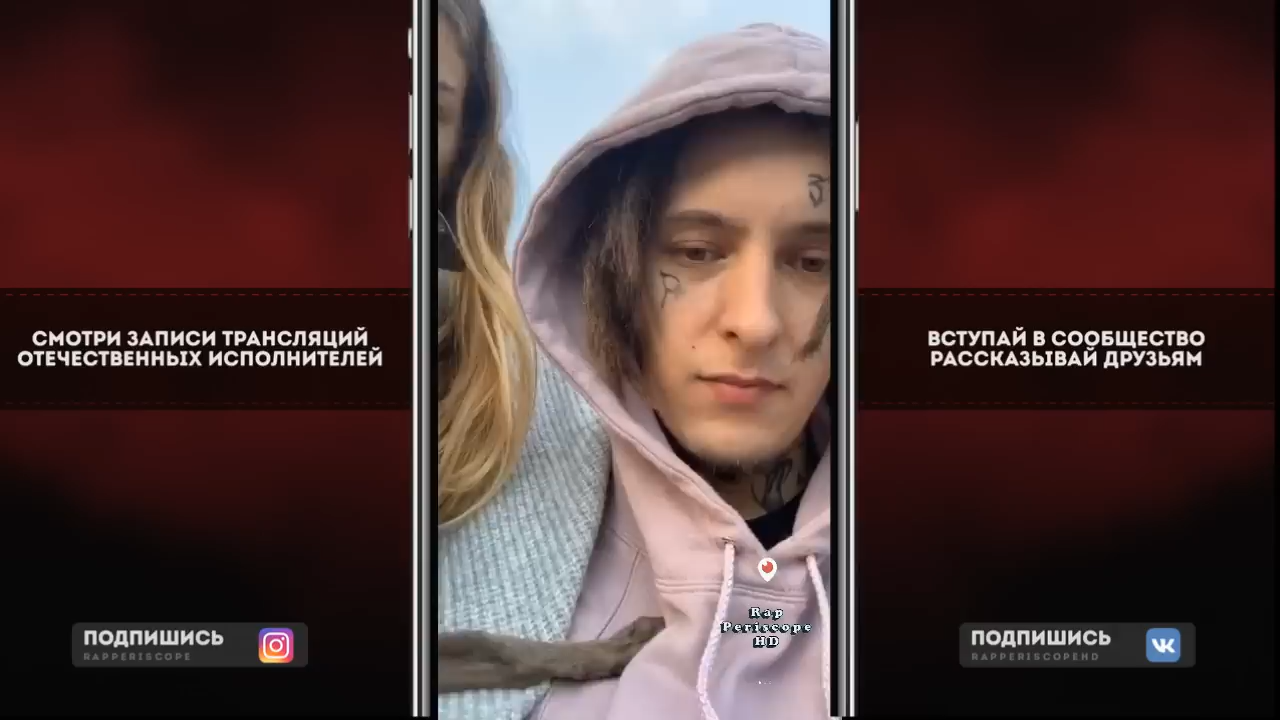 СМОТРИ ЗАПИСИ ТРАНСЛЯЦИЙ
ОТЕЧЕСТВЕННЫХ ИСПОЛНИТЕЛЕЙ
ВСТУПАЙ В СООБЩЕСТВО
РАССКАЗЫВАЙ ДРУЗЬЯМ
Rap
Periscope
HD
ПОДПИШИСЬ
RAPPERISCOPE
ПОДПИШИСЬ
RAPPERISCOPEHD